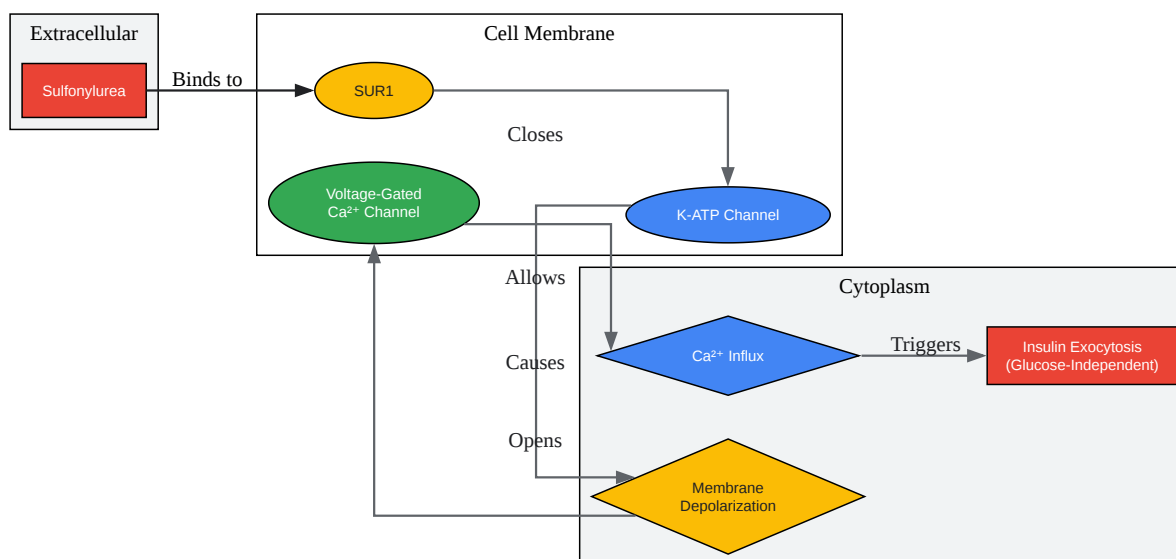 Extracellular
Cell Membrane
Sulfonylurea
Binds to
SUR1
Closes
Voltage-Gated
Ca²⁺ Channel
K-ATP Channel
Allows
Cytoplasm
Ca²⁺ Influx
Triggers
Insulin Exocytosis
(Glucose-Independent)
Causes
Opens
Membrane
Depolarization